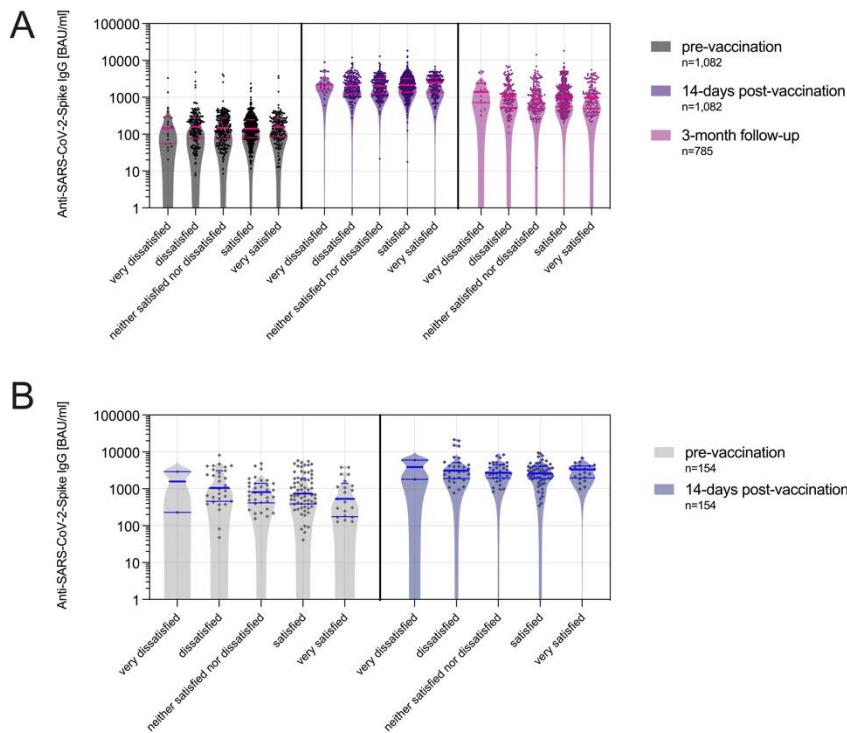 A
Anti-SARS-CoV-2-Spike IgG [BAU/ml]
100000
10000
1000
100
10
1
very dissatisfied
dissatisfied
neither satisfied nor dissatisfied
satisfied
very satisfied
very dissatisfied
dissatisfied
neither satisfied nor dissatisfied
satisfied
very satisfied
very dissatisfied
dissatisfied
neither satisfied nor dissatisfied
satisfied
very satisfied
pre-vaccination
n=1,082
14-days post-vaccination
n=1,082
3-month follow-up
n=785
B
Anti-SARS-CoV-2-Spike IgG [BAU/ml]
100000
10000
1000
100
10
1
very dissatisfied
dissatisfied
neither satisfied nor dissatisfied
satisfied
very satisfied
very dissatisfied
dissatisfied
neither satisfied nor dissatisfied
satisfied
very satisfied
pre-vaccination
n=154
14-days post-vaccination
n=154